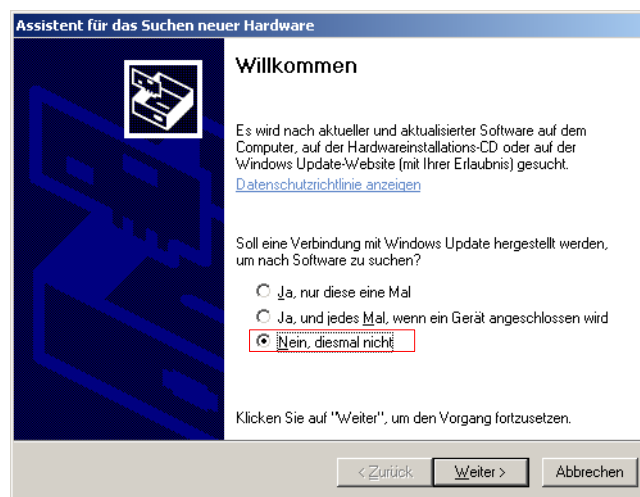 Assistent für das Suchen neuer Hardware
Willkommen
Es wird nach aktueller und aktualisierter Software auf dem
Computer, auf der Hardwareinstallations-CD oder auf der
Windows Update-Website (mit Ihrer Erlaubnis) gesucht.
Datenschutzrichtlinie anzeigen
Soll eine Verbindung mit Windows Update hergestellt werden,
um nach Software zu suchen?
Ja, nur diese eine Mal
Ja, und jedes Mal, wenn ein Gerät angeschlossen wird
Nein, diesmal nicht
Klicken Sie auf "Weiter", um den Vorgang fortzusetzen.
< Zurück Weiter > Abbrechen